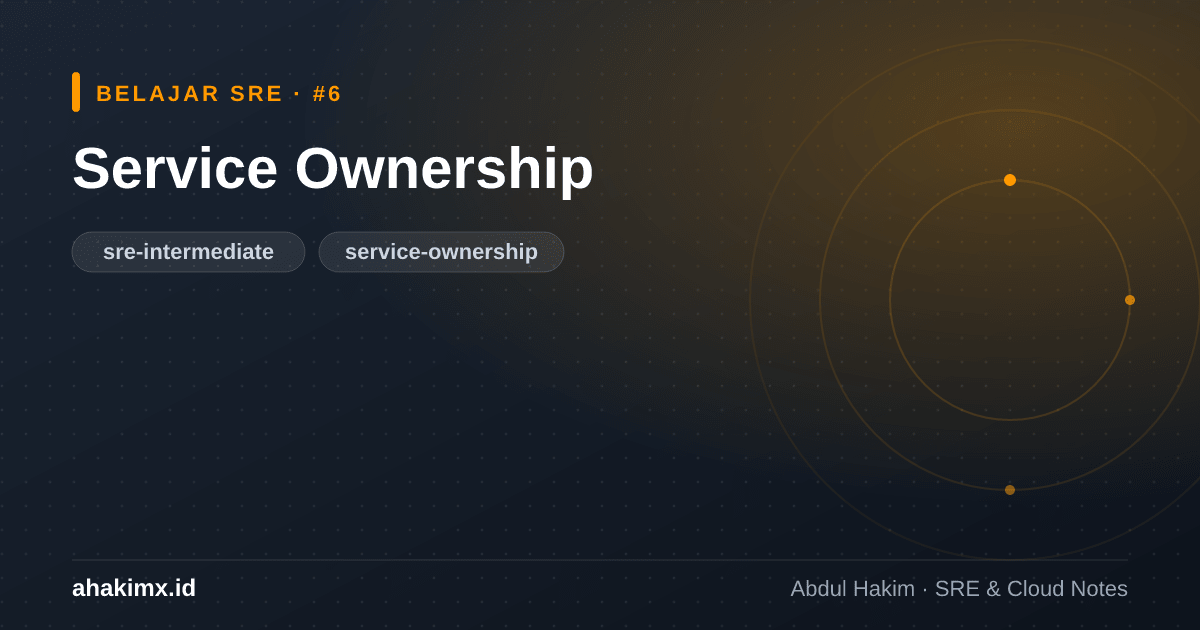 BELAJAR SRE · #6
Service Ownership
sre-intermediate service-ownership
ahakimx.id
Abdul Hakim · SRE & Cloud Notes